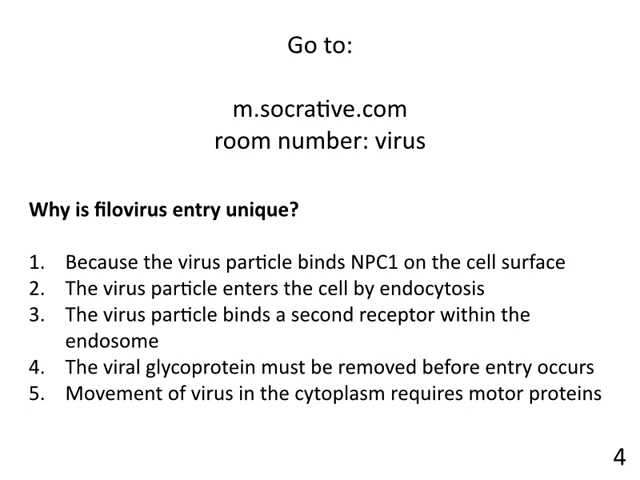 Go to:
m.socrative.com
room number: virus
Why is filovirus entry unique?
1. Because the virus particle binds NPC1 on the cell surface
2. The virus particle enters the cell by endocytosis
3. The virus particle binds a second receptor within the
endosome
4. The viral glycoprotein must be removed before entry occurs
5. Movement of virus in the cytoplasm requires motor proteins
4